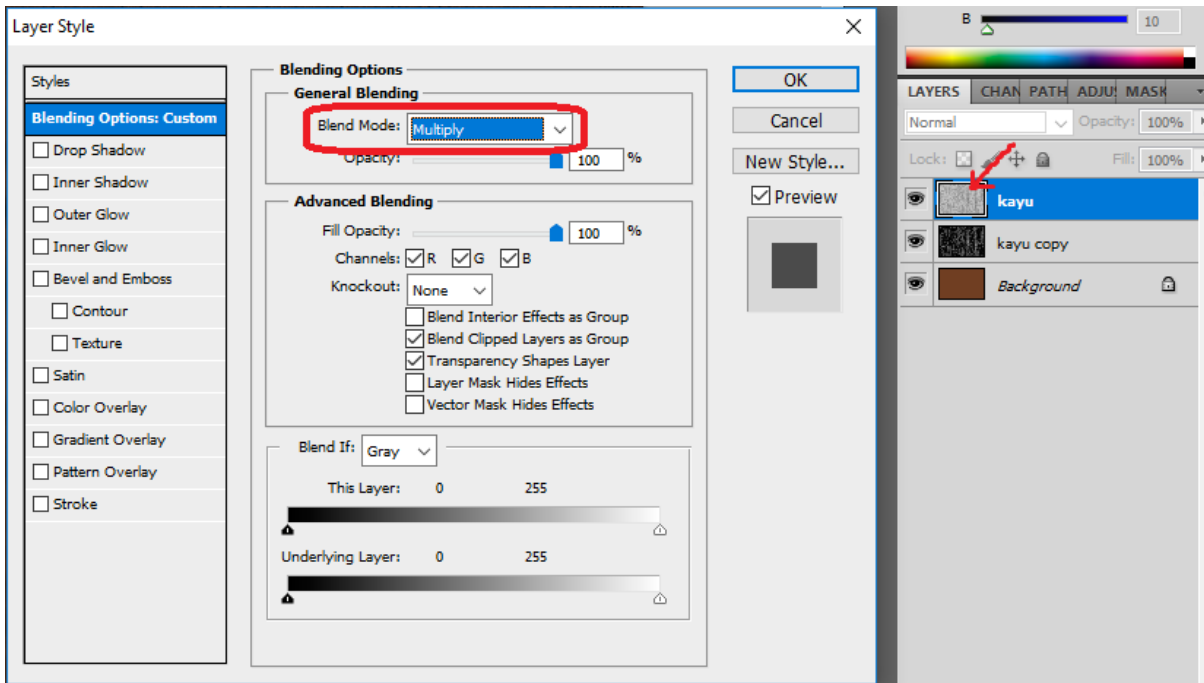 Layer Style
Styles
Blending Options: Custom
Drop Shadow
Inner Shadow
Outer Glow
Inner Glow
Bevel and Emboss
Contour
Texture
Satin
Color Overlay
Gradient Overlay
Pattern Overlay
Stroke
Blending Options
General Blending
Blend Mode: Multiply
Opacity: 100 %
Advanced Blending
Fill Opacity: 100 %
Channels: R G B
Knockout: None
Blend Interior Effects as Group
Blend Clipped Layers as Group
Transparency Shapes Layer
Layer Mask Hides Effects
Vector Mask Hides Effects
Blend If: Gray
This Layer: 0 255
Underlying Layer: 0 255
OK
Cancel
New Style...
Preview
B 10
LAYERS CHAN PATH ADJU MASK
Normal Opacity: 100%
Lock: Fill: 100%
kayu
kayu copy
Background